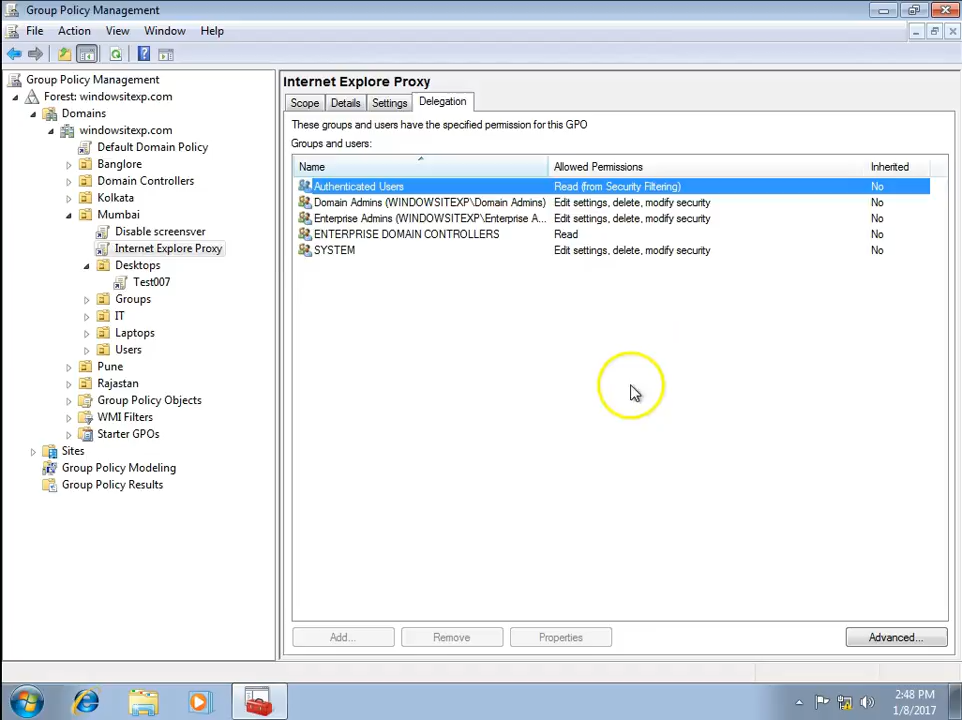 Group Policy Management
File Action View Window Help
Group Policy Management
Forest: windowsitexp.com
Domains
windowsitexp.com
Default Domain Policy
Banglore
Domain Controllers
Kolkata
Mumbai
Disable screensver
Internet Explore Proxy
Desktops
Test007
Groups
IT
Laptops
Users
Pune
Rajastan
Group Policy Objects
WMI Filters
Starter GPOs
Sites
Group Policy Modeling
Group Policy Results
Internet Explore Proxy
Scope Details Settings Delegation
These groups and users have the specified permission for this GPO
Groups and users:
Name Allowed Permissions Inherited
Authenticated Users Read (from Security Filtering) No
Domain Admins (WINDOWSITEXP\Domain Admins) Edit settings, delete, modify security No
Enterprise Admins (WINDOWSITEXP\Enterprise A... Edit settings, delete, modify security No
ENTERPRISE DOMAIN CONTROLLERS Read No
SYSTEM Edit settings, delete, modify security No
Add... Remove Properties Advanced...
2:48 PM
1/8/2017